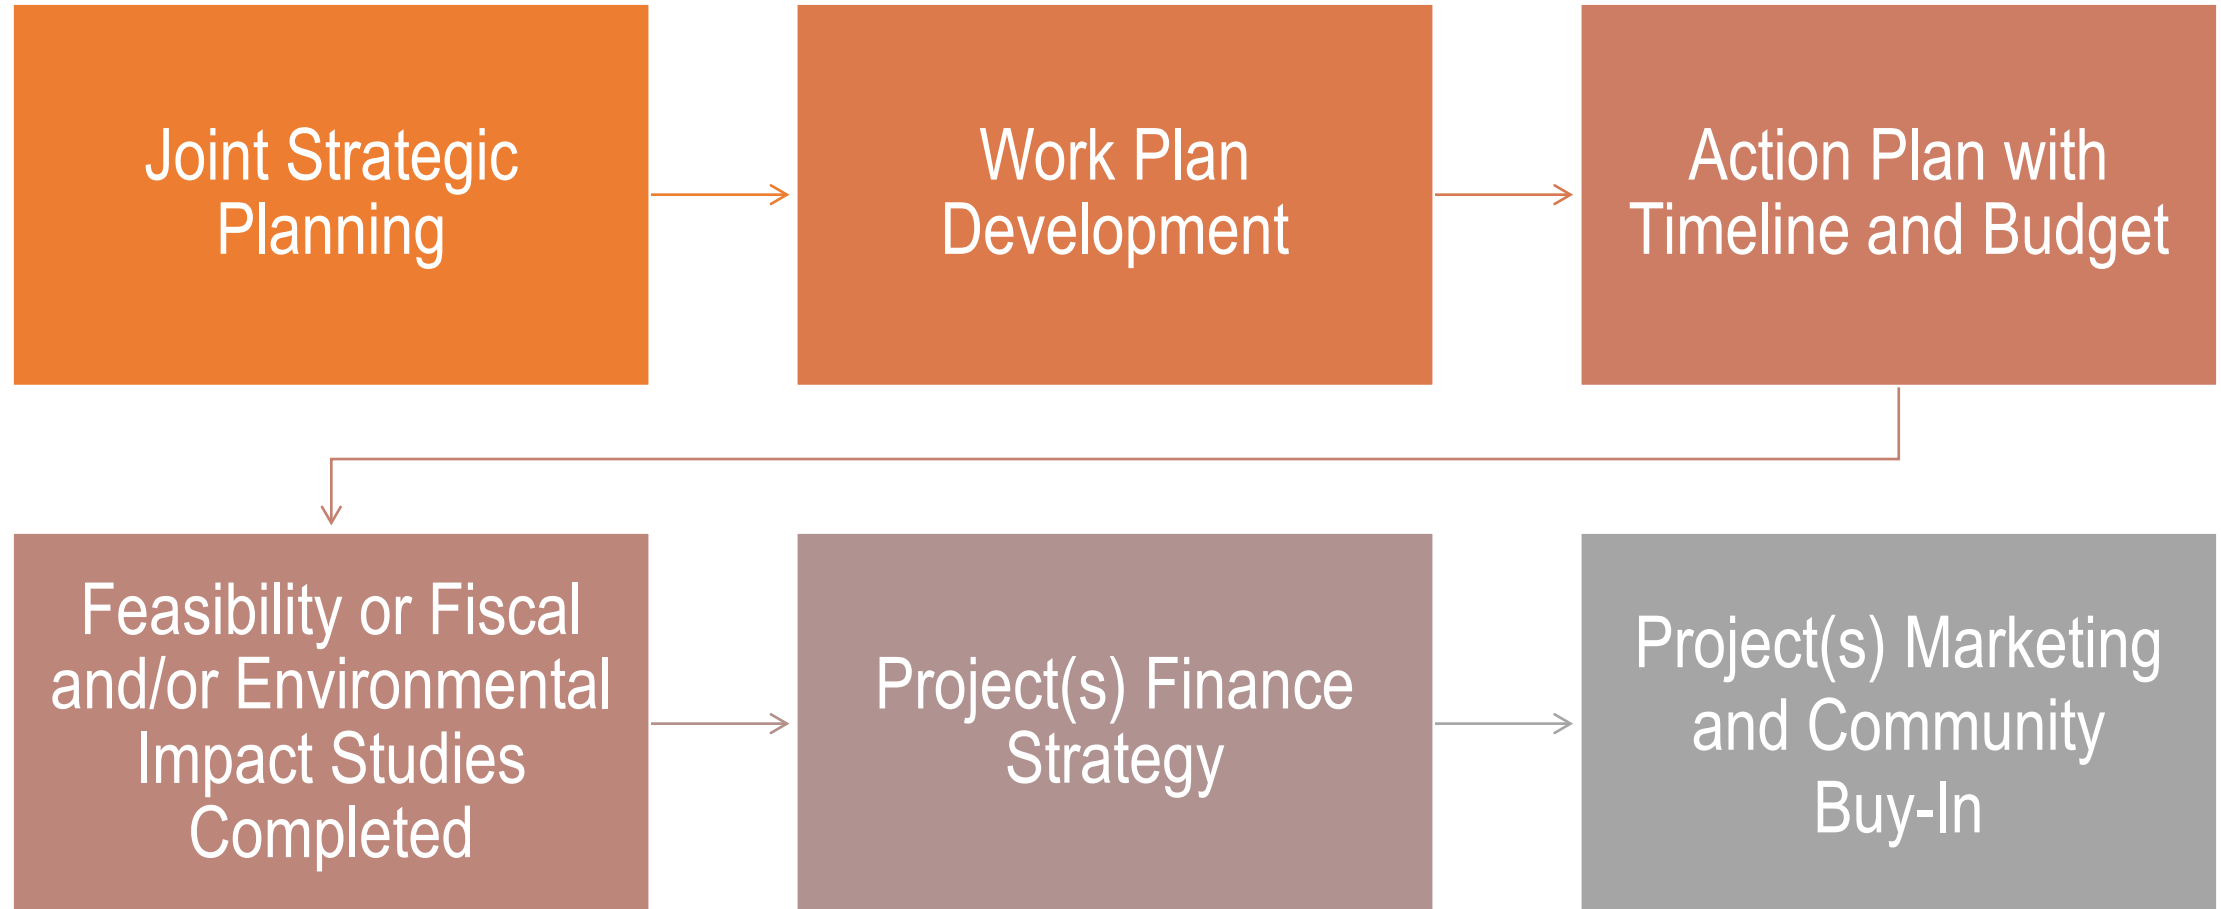 Joint Strategic
Planning
Work Plan
Development
Action Plan with
Timeline and Budget
Feasibility or Fiscal
and/or Environmental
Impact Studies
Completed
Project(s) Finance
Strategy
Project(s) Marketing
and Community
Buy-In